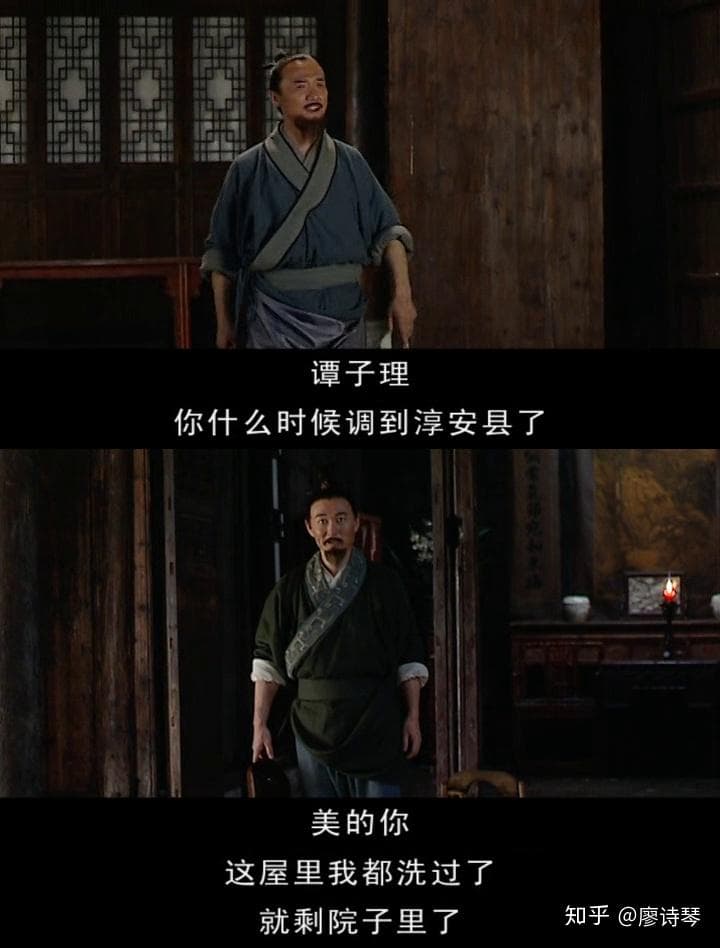 谭子理
你什么时候调到淳安县了
美的你
这屋里我都洗过了
就剩院子里了
知乎 @廖诗琴